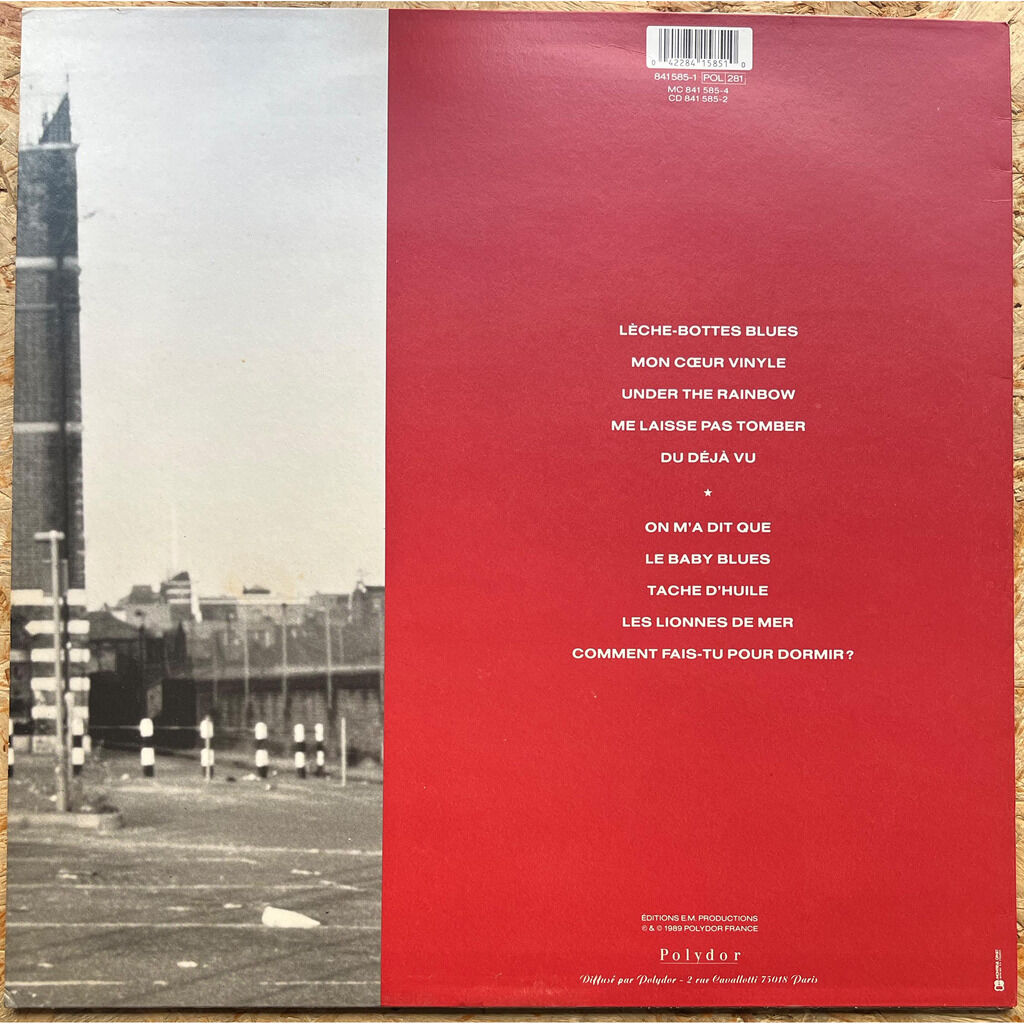 0 42284 15851 0
841 585-1 POL 281
MC 841 585-4
CD 841 585-2
LÈCHE-BOTTES BLUES
MON CŒUR VINYLE
UNDER THE RAINBOW
ME LAISSE PAS TOMBER
DU DÉJÀ VU
★
ON M'A DIT QUE
LE BABY BLUES
TACHE D'HUILE
LES LIONNES DE MER
COMMENT FAIS-TU POUR DORMIR ?
ÉDITIONS E.M. PRODUCTIONS
℗ & © 1989 POLYDOR FRANCE
Polydor
Diffusé par Polydor - 2 rue Cavallotti 75018 Paris